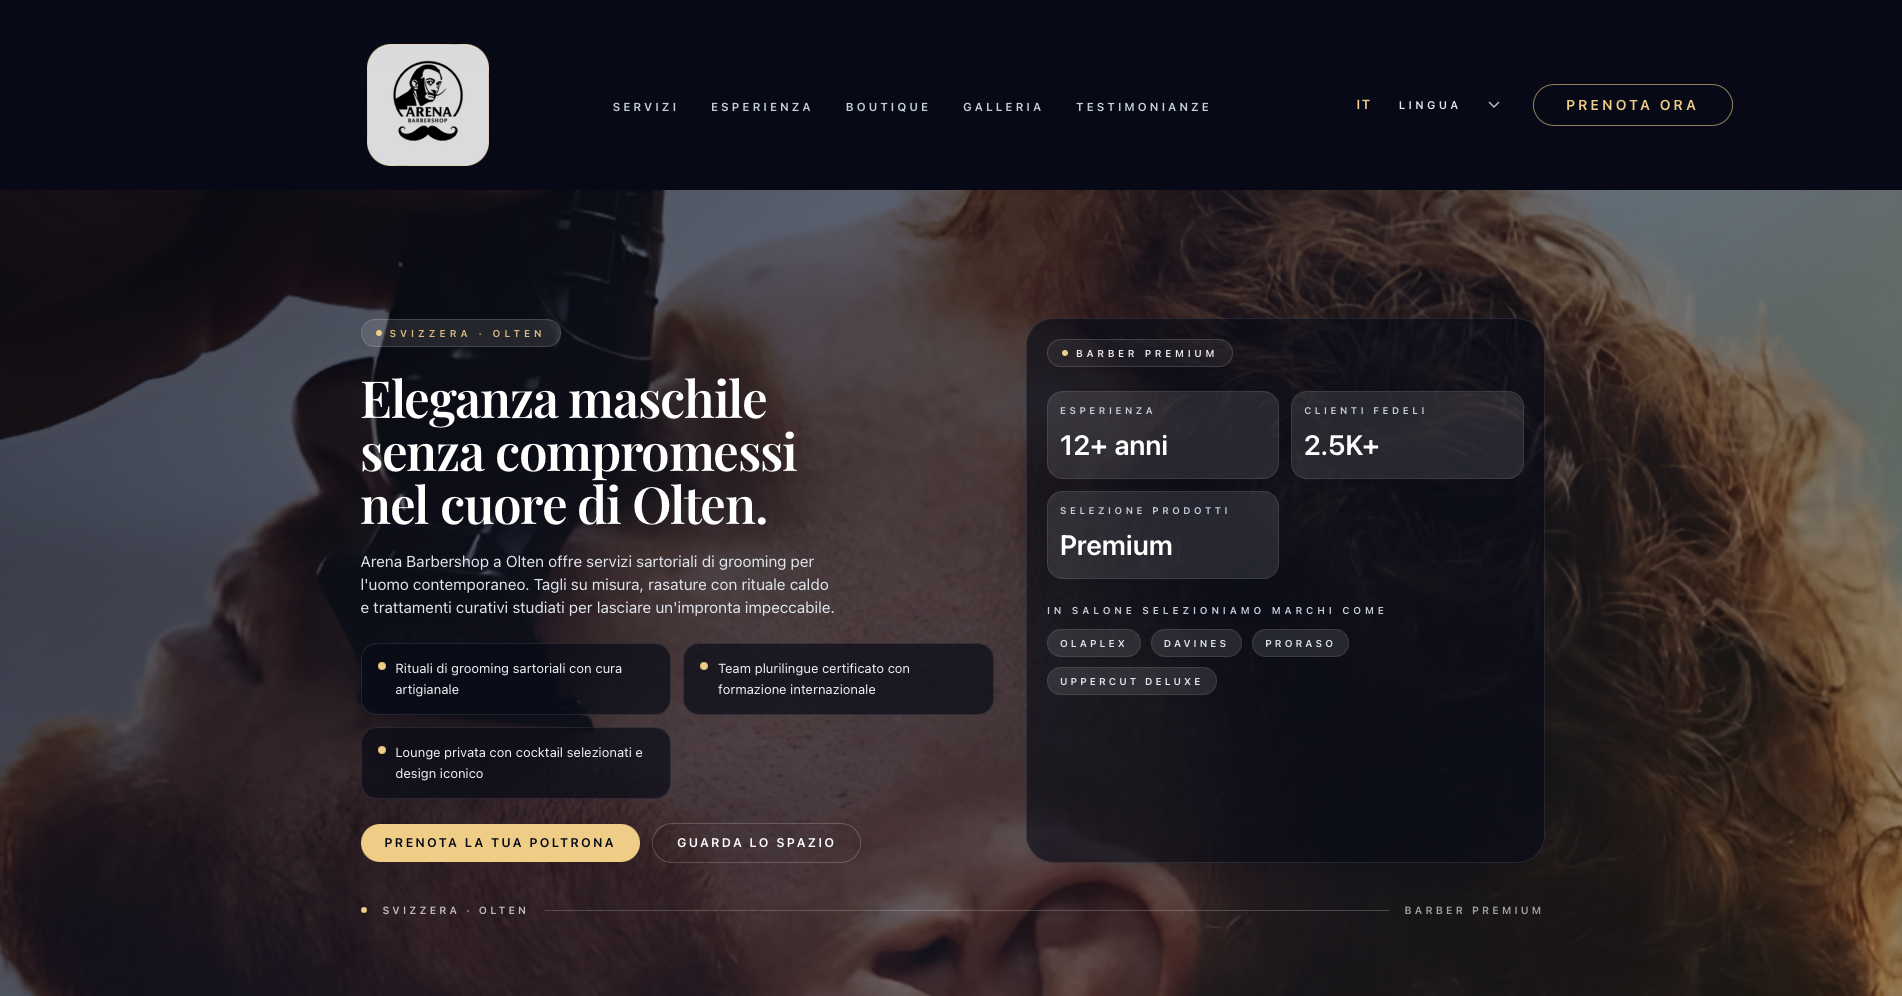 ARENA
BARBERSHOP
SERVIZI
ESPERIENZA
BOUTIQUE
GALLERIA
TESTIMONIANZE
IT
LINGUA
PRENOTA ORA
SVIZZERA · OLTEN
Eleganza maschile
senza compromessi
nel cuore di Olten.
Arena Barbershop a Olten offre servizi sartoriali di grooming per
l'uomo contemporaneo. Tagli su misura, rasature con rituale caldo
e trattamenti curativi studiati per lasciare un'impronta impeccabile.
Rituali di grooming sartoriali con cura
artigianale
Team plurilingue certificato con
formazione internazionale
Lounge privata con cocktail selezionati e
design iconico
PRENOTA LA TUA POLTRONA
GUARDA LO SPAZIO
BARBER PREMIUM
ESPERIENZA
12+ anni
CLIENTI FEDELI
2.5K+
SELEZIONE PRODOTTI
Premium
IN SALONE SELEZIONIAMO MARCHI COME
OLAPLEX
DAVINES
PRORASO
UPPERCUT DELUXE
SVIZZERA · OLTEN
BARBER PREMIUM